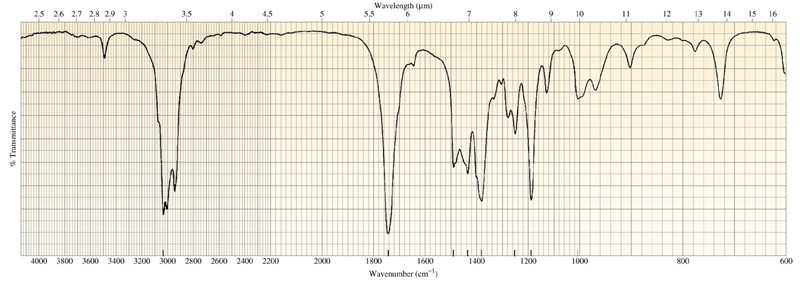 Wavelength (μm)
2.5 2.6 2.7 2.8 2.9 3 3.5 4 4.5 5 5.5 6 7 8 9 10 11 12 13 14 15 16
% Transmittance
4000 3800 3600 3400 3200 3000 2800 2600 2400 2200 2000 1800 1600 1400 1200 1000 800 600
Wavenumber (cm⁻¹)